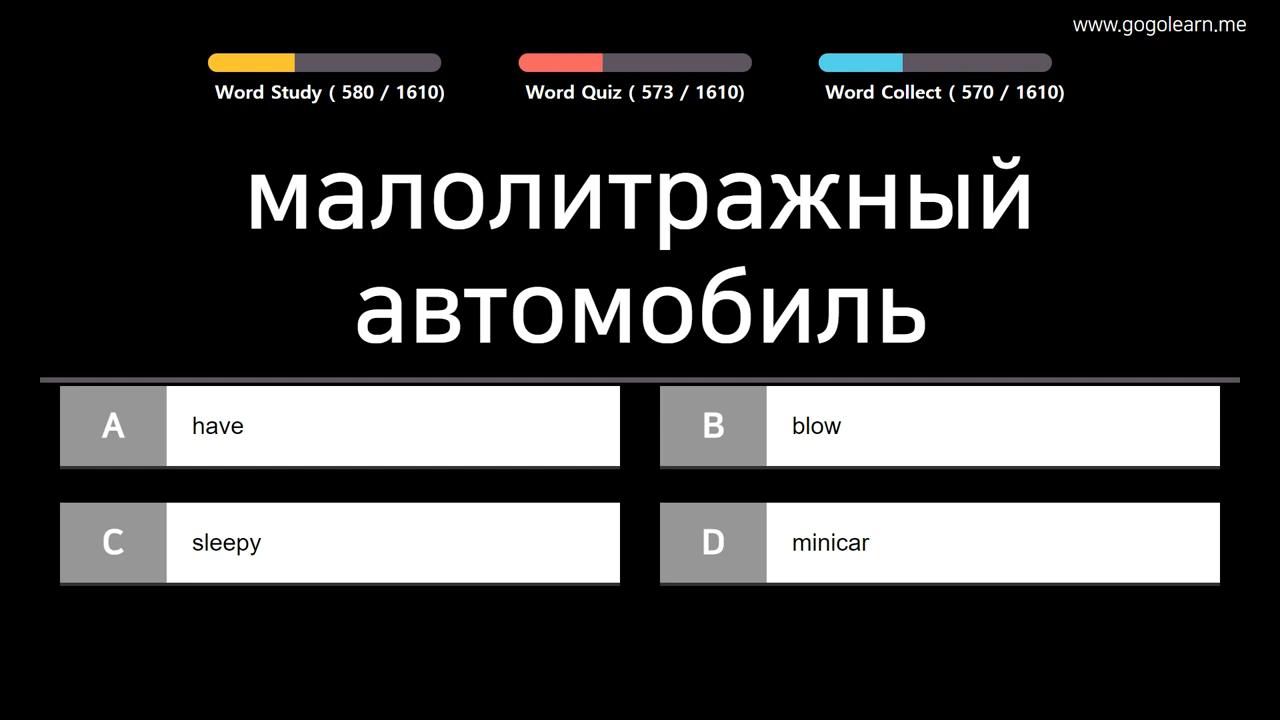 www.gogolearn.me
Word Study ( 580 / 1610)
Word Quiz ( 573 / 1610)
Word Collect ( 570 / 1610)
малолитражный
автомобиль
A
have
B
blow
C
sleepy
D
minicar